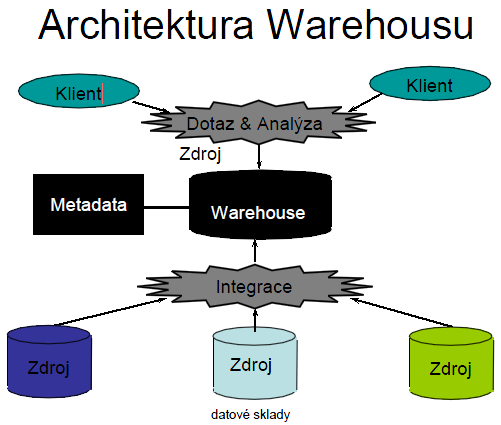 Architektura Warehousu
Klient
Klient
Dotaz & Analýza
Zdroj
Metadata
Warehouse
Integrace
Zdroj
Zdroj
Zdroj
datové sklady